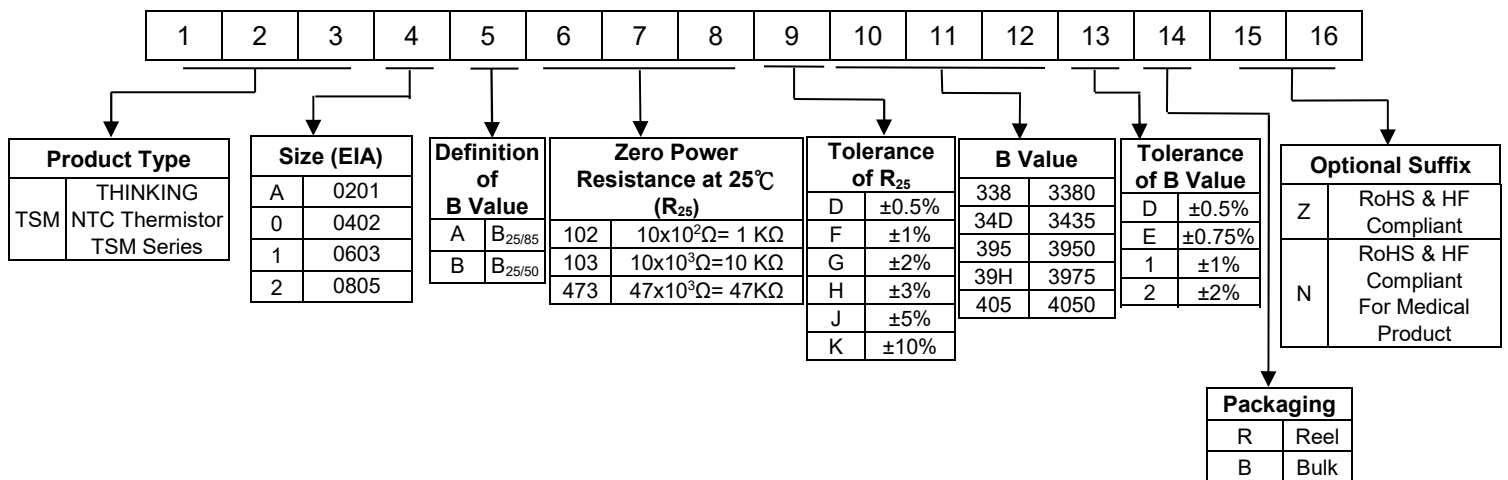 1 2 3 4 5 6 7 8 9 10 11 12 13 14 15 16
Product Type
TSM THINKING
NTC Thermistor
TSM Series
Size (EIA)
A 0201
0 0402
1 0603
2 0805
Definition
of
B Value
A B25/85
B B25/50
Zero Power
Resistance at 25℃
(R25)
102 10x10²Ω= 1 KΩ
103 10x10³Ω=10 KΩ
473 47x10³Ω= 47KΩ
Tolerance
of R25
D ±0.5%
F ±1%
G ±2%
H ±3%
J ±5%
K ±10%
B Value
338 3380
34D 3435
395 3950
39H 3975
405 4050
Tolerance
of B Value
D ±0.5%
E ±0.75%
1 ±1%
2 ±2%
Optional Suffix
Z RoHS & HF
Compliant
N RoHS & HF
Compliant
For Medical
Product
Packaging
R Reel
B Bulk